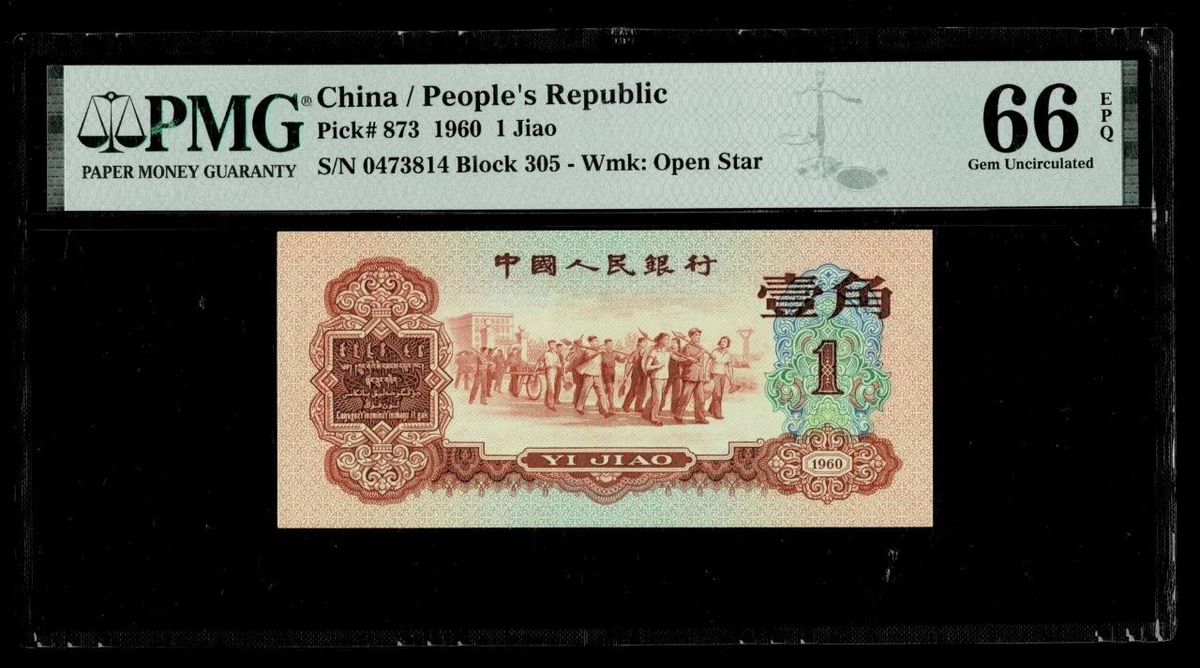 PMG®
PAPER MONEY GUARANTY
China / People's Republic
Pick# 873 1960 1 Jiao
S/N 0473814 Block 305 - Wmk: Open Star
66
EPQ
Gem Uncirculated
中國人民銀行
壹角
1
YI JIAO
1960